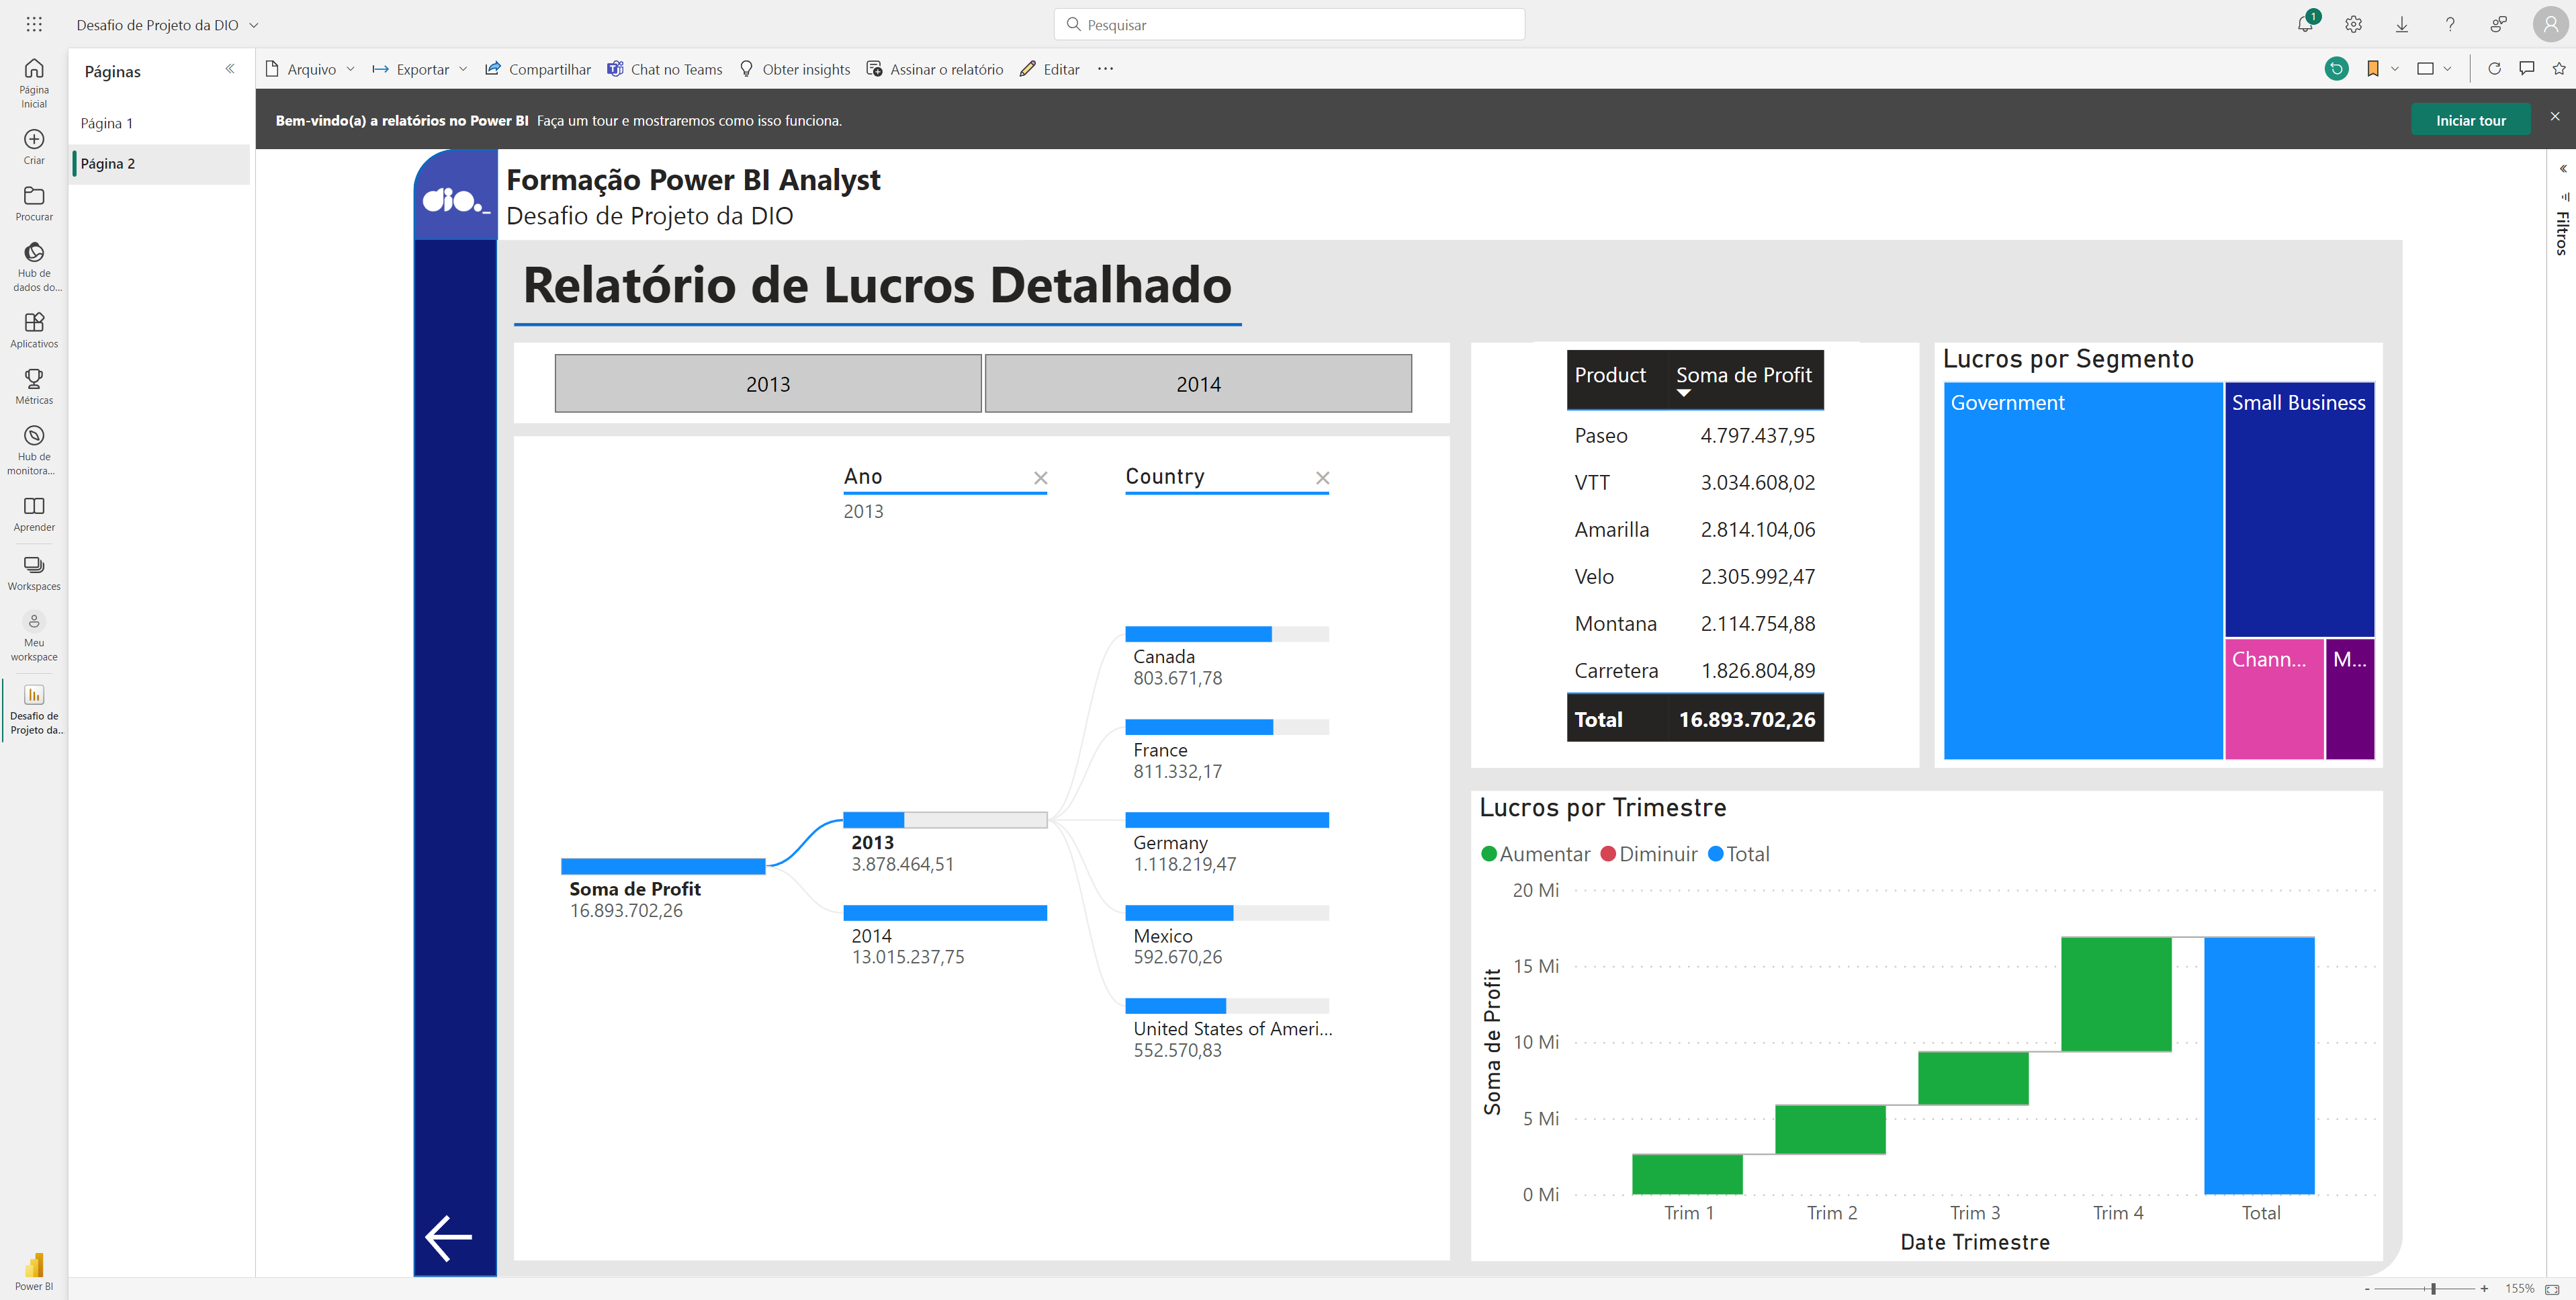 Desafio de Projeto da DIO
Pesquisar
1
Página
Inicial
Criar
Procurar
Hub de
dados do...
Aplicativos
Métricas
Hub de
monitora...
Aprender
Workspaces
Meu
workspace
Desafio de
Projeto da...
Power BI
Páginas
Página 1
Página 2
Arquivo
Exportar
Compartilhar
Chat no Teams
Obter insights
Assinar o relatório
Editar
Bem-vindo(a) a relatórios no Power BI Faça um tour e mostraremos como isso funciona.
Iniciar tour
Filtros
dio._
Formação Power BI Analyst
Desafio de Projeto da DIO
Relatório de Lucros Detalhado
2013
2014
Ano
2013
Country
Soma de Profit
16.893.702,26
2013
3.878.464,51
2014
13.015.237,75
Canada
803.671,78
France
811.332,17
Germany
1.118.219,47
Mexico
592.670,26
United States of Ameri...
552.570,83
Product Soma de Profit
Paseo 4.797.437,95
VTT 3.034.608,02
Amarilla 2.814.104,06
Velo 2.305.992,47
Montana 2.114.754,88
Carretera 1.826.804,89
Total 16.893.702,26
Lucros por Segmento
Government
Small Business
Chann...
M...
Lucros por Trimestre
Aumentar Diminuir Total
20 Mi
15 Mi
10 Mi
5 Mi
0 Mi
Soma de Profit
Trim 1 Trim 2 Trim 3 Trim 4 Total
Date Trimestre
- + 155%